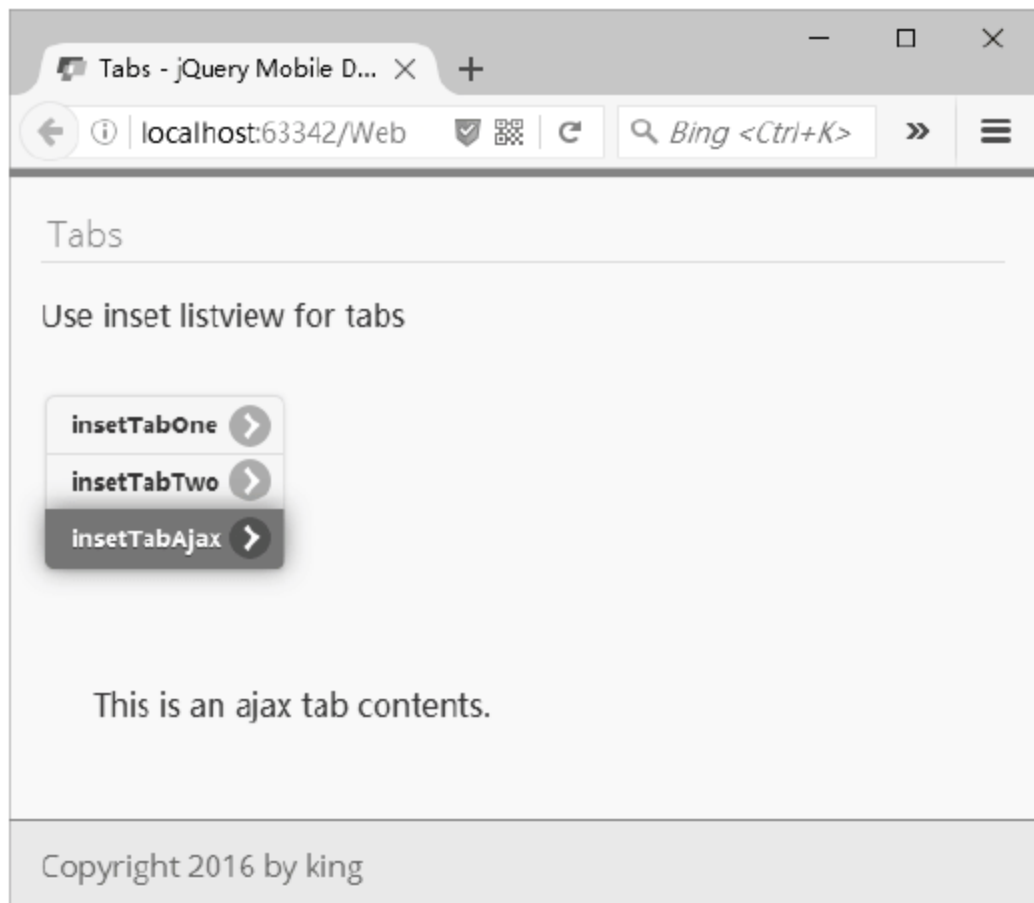 Tabs - jQuery Mobile D...
localhost:63342/Web
Bing <Ctrl+K>
Tabs
Use inset listview for tabs
insetTabOne
insetTabTwo
insetTabAjax
This is an ajax tab contents.
Copyright 2016 by king